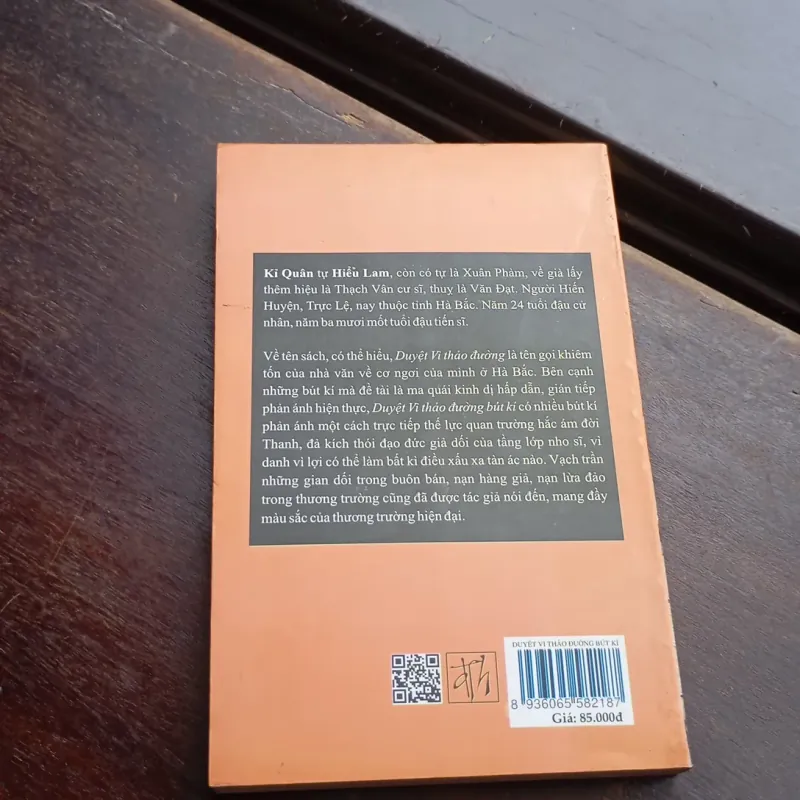 Kỉ Quân tự Hiểu Lam, còn có tự là Xuân Phàm, về già lấy
thêm hiệu là Thạch Vân cư sĩ, thuỵ là Văn Đạt. Người Hiến
Huyện, Trực Lệ, nay thuộc tỉnh Hà Bắc. Năm 24 tuổi đậu cử
nhân, năm ba mươi mốt tuổi đậu tiến sĩ.
Về tên sách, có thể hiểu, Duyệt Vi thảo đường là tên gọi khiêm
tốn của nhà văn về cơ ngơi của mình ở Hà Bắc. Bên cạnh
những bút kí mà đề tài là ma quái kinh dị hấp dẫn, gián tiếp
phản ánh hiện thực, Duyệt Vi thảo đường bút kí có nhiều bút kí
phản ánh một cách trực tiếp thế lực quan trường hắc ám đời
Thanh, đả kích thói đạo đức giả dối của tầng lớp nho sĩ, vì
danh vì lợi có thể làm bất kì điều xấu xa tàn ác nào. Vạch trần
những gian dối trong buôn bán, nạn hàng giả, nạn lừa đảo
trong thương trường cũng đã được tác giả nói đến, mang đầy
màu sắc của thương trường hiện đại.
DUYỆT VI THẢO ĐƯỜNG BÚT KÍ
8 936065 582187
Giá: 85.000đ